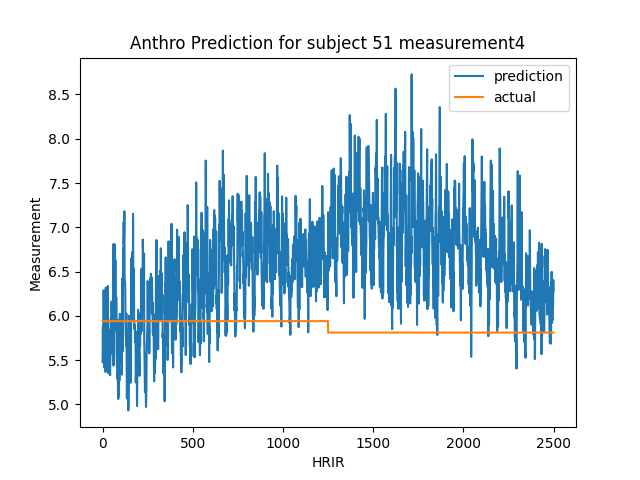 Anthro Prediction for subject 51 measurement4
prediction
actual
Measurement
8.5
8.0
7.5
7.0
6.5
6.0
5.5
5.0
0 500 1000 1500 2000 2500
HRIR